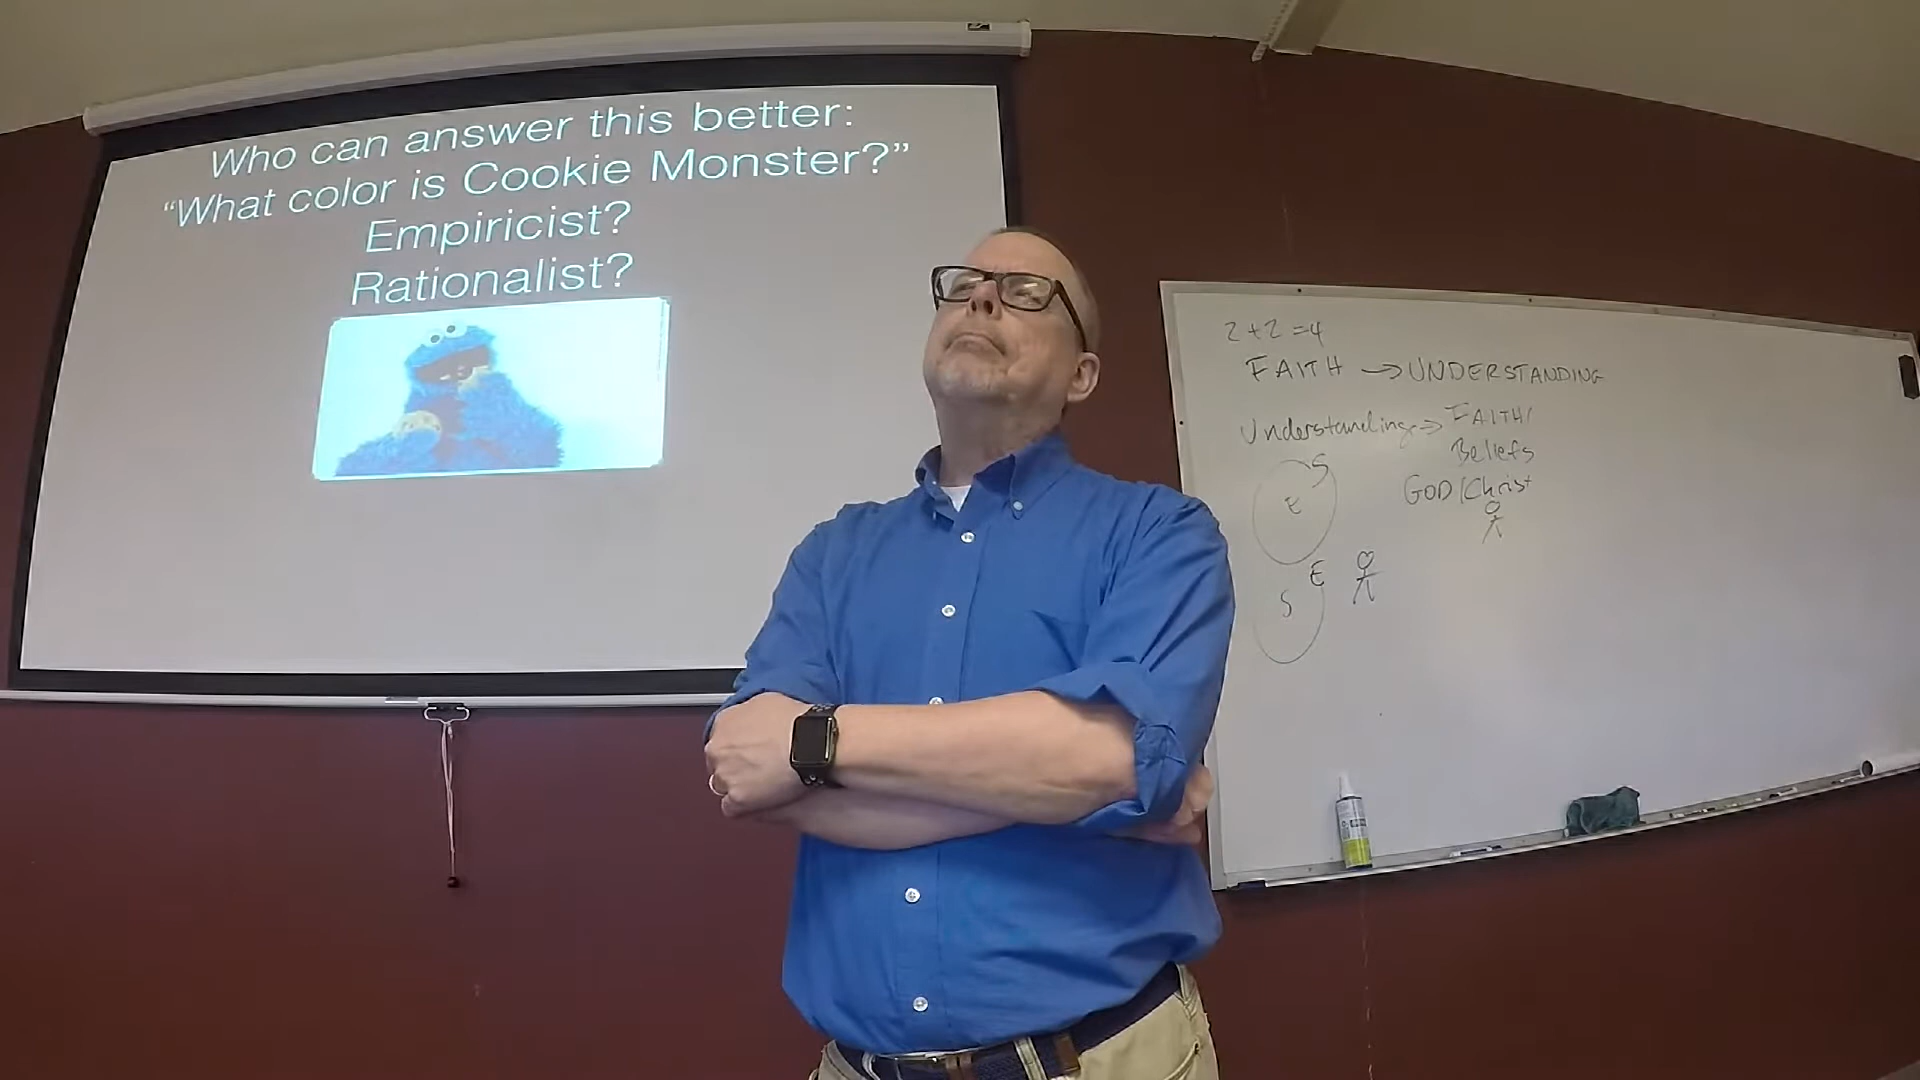 Who can answer this better:
“What color is Cookie Monster?”
Empiricist?
Rationalist?
2+2=4
FAITH → UNDERSTANDING
Understanding → FAITH/
Beliefs
GOD/Christ
S
E
E
S